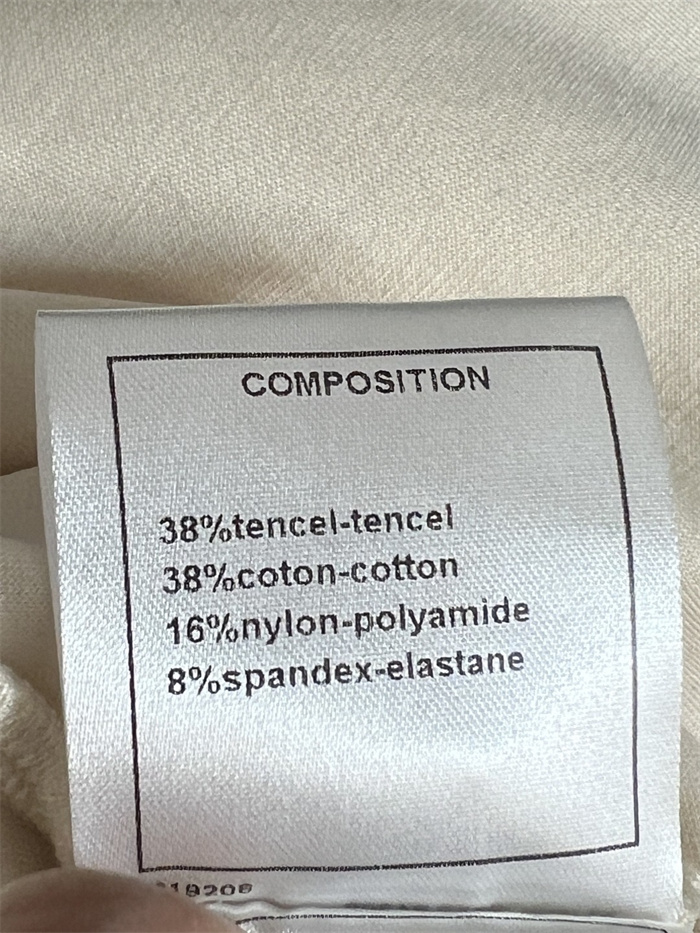 COMPOSITION
38%tencel-tencel
38%coton-cotton
16%nylon-polyamide
8%spandex-elastane